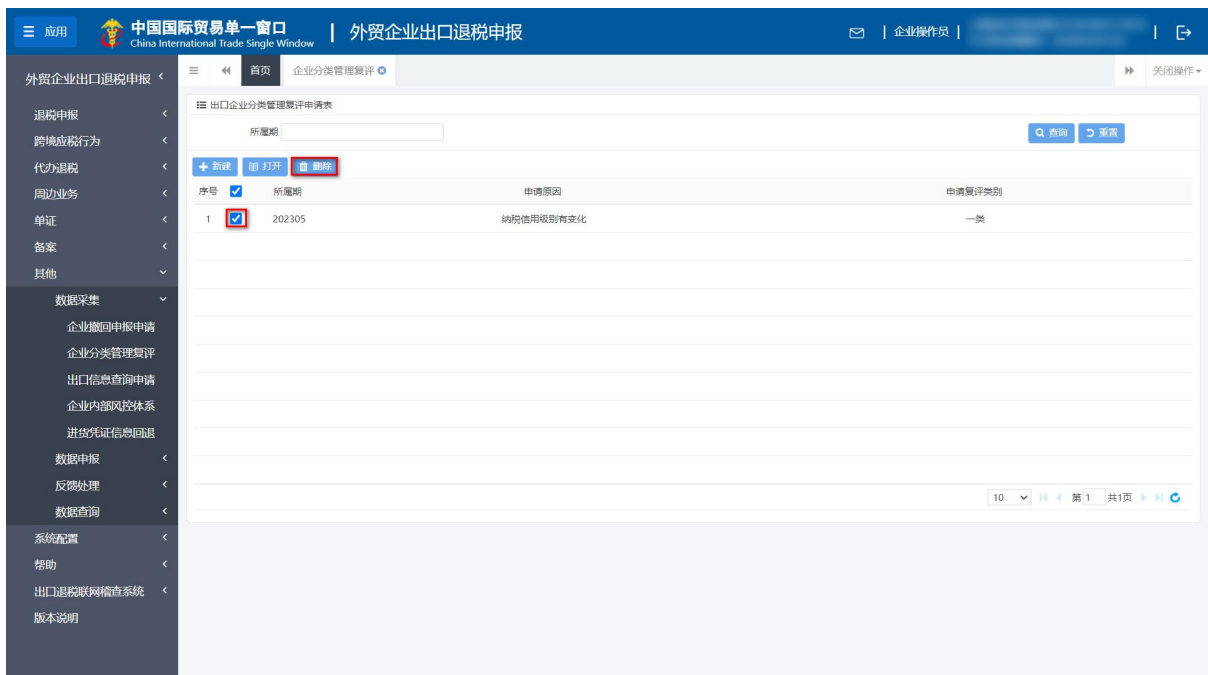 应用
中国国际贸易单一窗口
China International Trade Single Window
外贸企业出口退税申报
企业操作员
外贸企业出口退税申报
首页 企业分类管理复评
关闭操作
退税申报
跨境应税行为
代办退税
周边业务
单证
备案
其他
数据采集
企业撤回申报申请
企业分类管理复评
出口信息查询申请
企业内部风控体系
进货凭证信息回退
数据申报
反馈处理
数据查询
系统配置
帮助
出口退税联网稽查系统
版本说明
出口企业分类管理复评申请表
所属期
查询 重置
新建 打开 删除
序号 所属期 申请原因 申请复评类别
1 202305 纳税信用级别有变化 一类
10 第 1 共1页